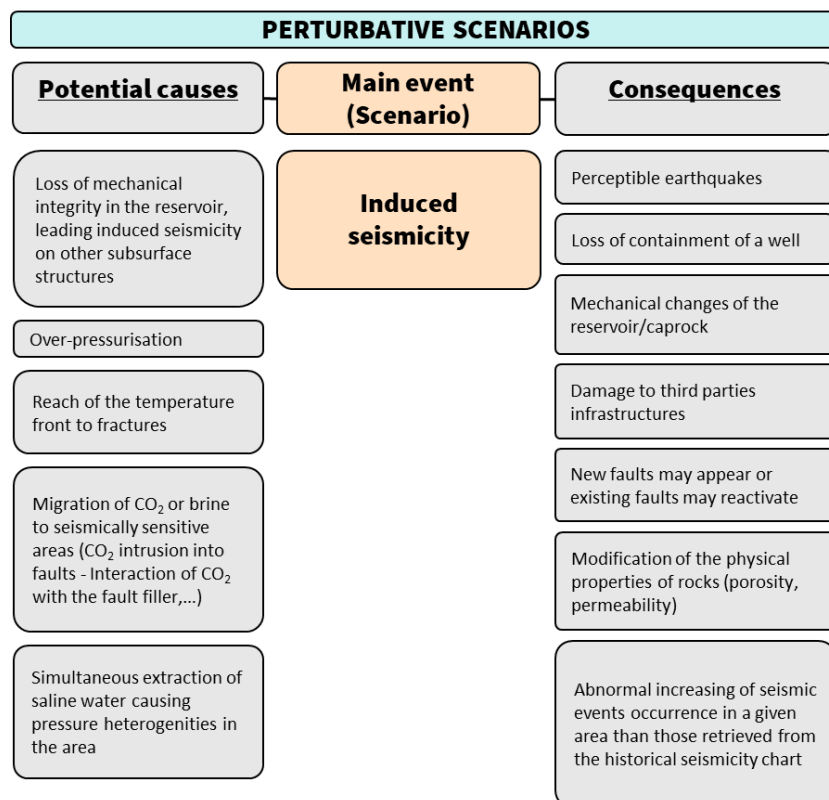 PERTURBATIVE SCENARIOS
Potential causes
Main event
(Scenario)
Consequences
Loss of mechanical
integrity in the reservoir,
leading induced seismicity
on other subsurface
structures
Over-pressurisation
Reach of the temperature
front to fractures
Migration of CO₂ or brine
to seismically sensitive
areas (CO₂ intrusion into
faults - Interaction of CO₂
with the fault filler,...)
Simultaneous extraction of
saline water causing
pressure heterogenities in
the area
Induced
seismicity
Perceptible earthquakes
Loss of containment of a well
Mechanical changes of the
reservoir/caprock
Damage to third parties
infrastructures
New faults may appear or
existing faults may reactivate
Modification of the physical
properties of rocks (porosity,
permeability)
Abnormal increasing of seismic
events occurrence in a given
area than those retrieved from
the historical seismicity chart